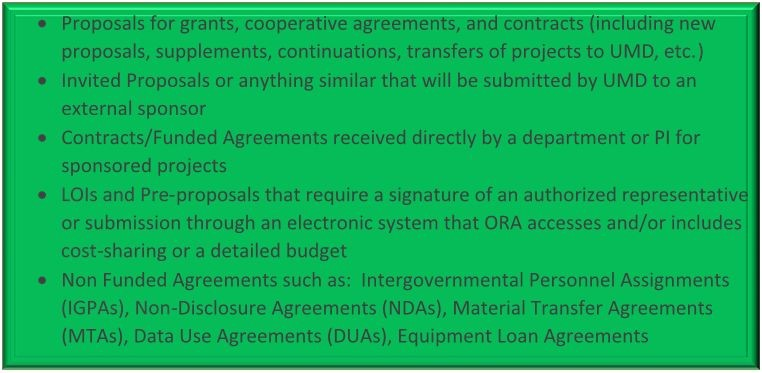 • Proposals for grants, cooperative agreements, and contracts (including new
proposals, supplements, continuations, transfers of projects to UMD, etc.)
• Invited Proposals or anything similar that will be submitted by UMD to an
external sponsor
• Contracts/Funded Agreements received directly by a department or PI for
sponsored projects
• LOIs and Pre-proposals that require a signature of an authorized representative
or submission through an electronic system that ORA accesses and/or includes
cost-sharing or a detailed budget
• Non Funded Agreements such as:  Intergovernmental Personnel Assignments
(IGPAs), Non-Disclosure Agreements (NDAs), Material Transfer Agreements
(MTAs), Data Use Agreements (DUAs), Equipment Loan Agreements